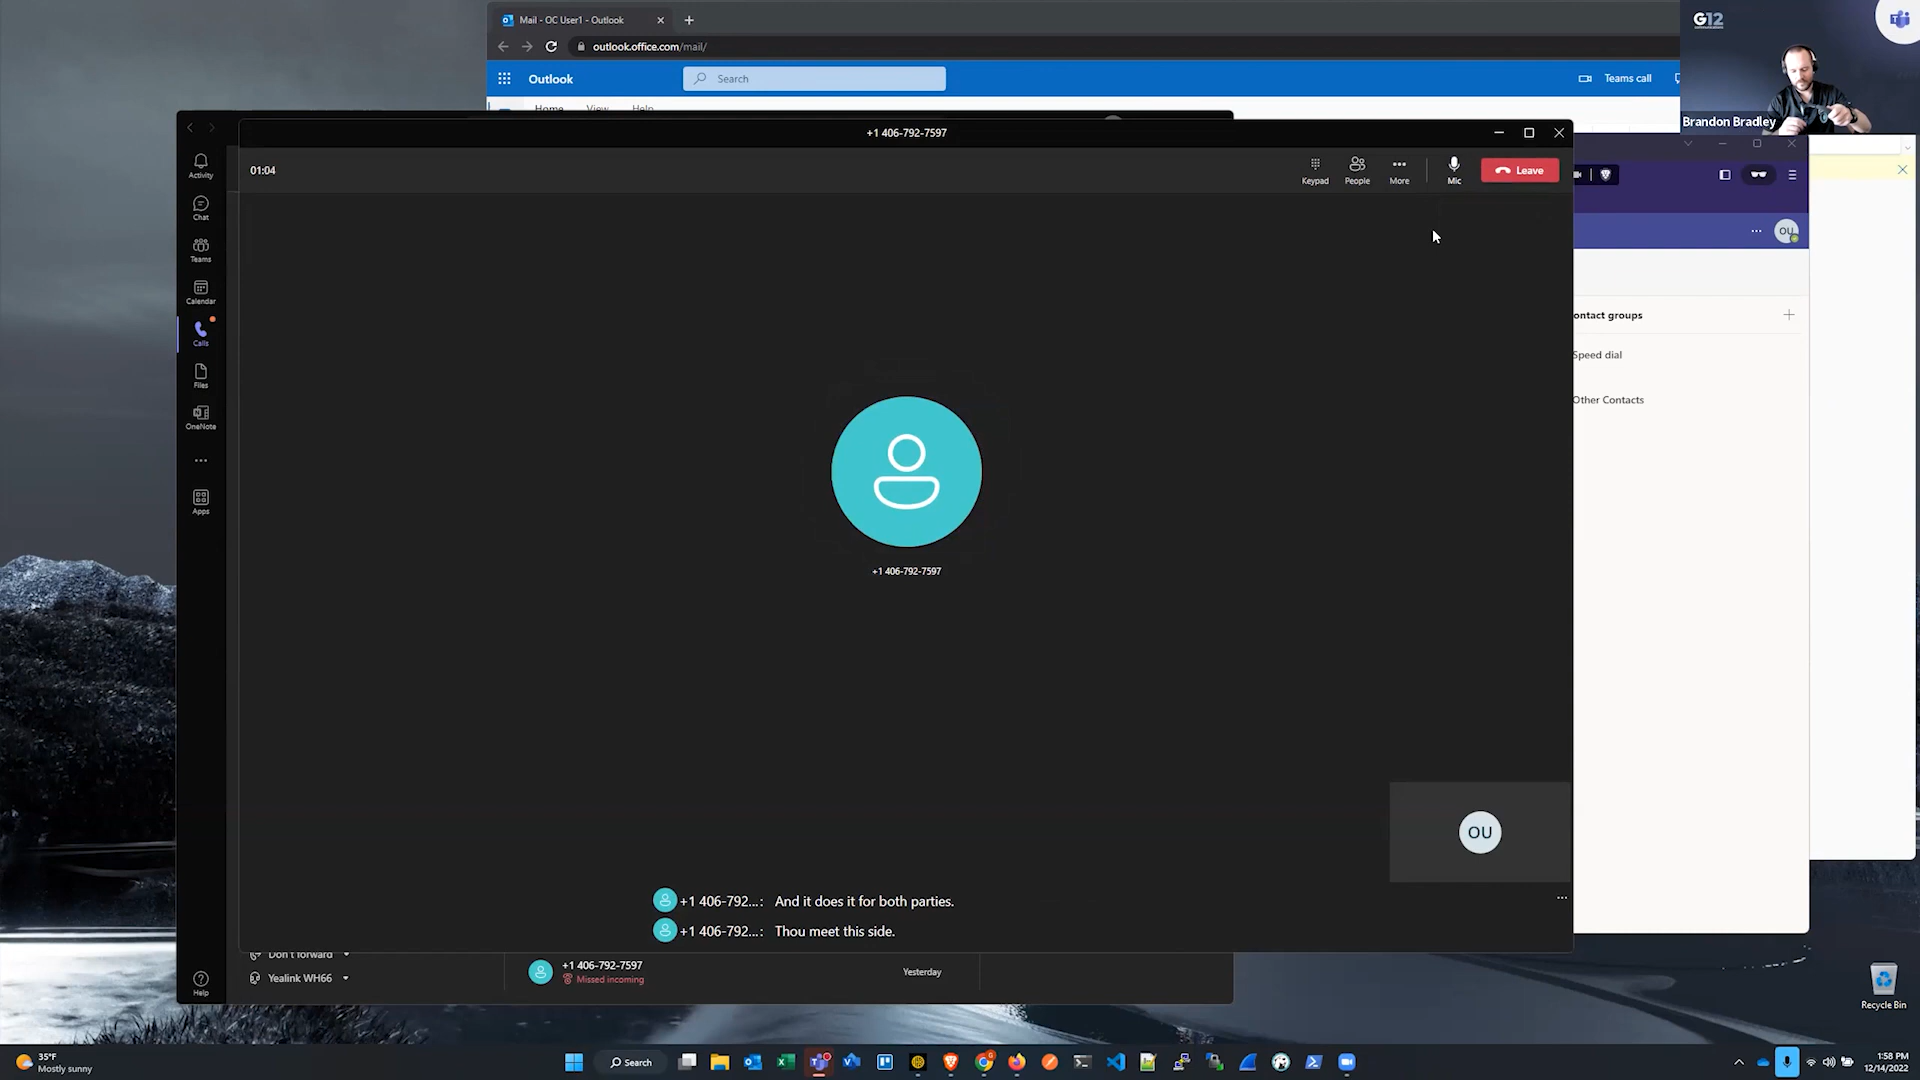 Mail - OC User1 - Outlook
outlook.office.com/mail/
Outlook
Search
Teams call
Home View Help
G12
Brandon Bradley
+1 406-792-7597
01:04
Keypad
People
More
Mic
Leave
Activity
Chat
Teams
Calendar
Calls
Files
OneNote
Apps
Help
OU
ontact groups
Speed dial
Other Contacts
+1 406-792-7597
OU
+1 406-792...: And it does it for both parties.
+1 406-792...: Thou meet this side.
Don't forward
Yealink WH66
+1 406-792-7597
Missed incoming
Yesterday
Recycle Bin
35°F
Mostly sunny
Search
1:58 PM
12/14/2022